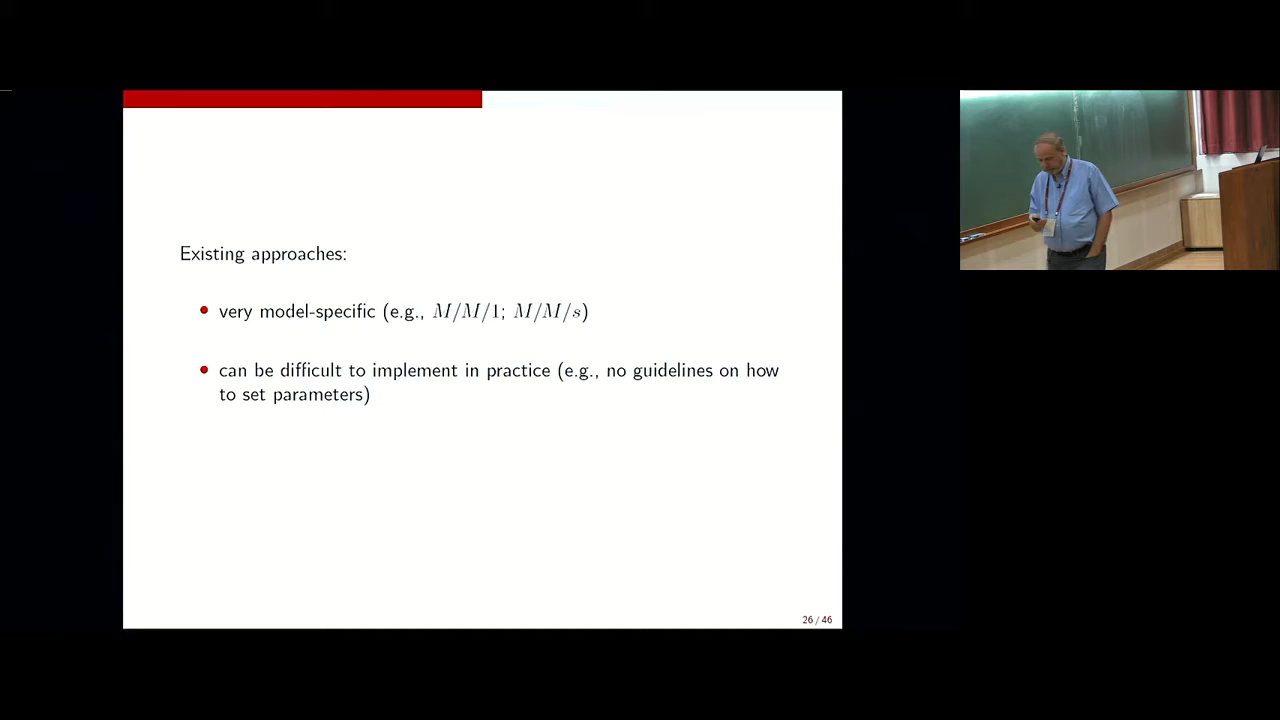 Existing approaches:
• very model-specific (e.g., M/M/1; M/M/s)
• can be difficult to implement in practice (e.g., no guidelines on how
to set parameters)
26 / 46